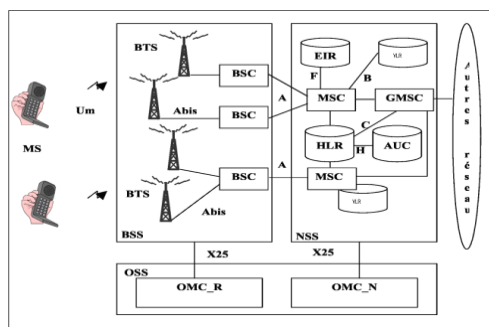 BTS
BSC
EIR
VLR
F
B
Um
Abis
BSC
A
MSC
GMSC
C
MS
HLR
H
AUC
BTS
BSC
A
MSC
Abis
VLR
BSS
NSS
X25
X25
OSS
OMC_R
OMC_N
Autres réseau